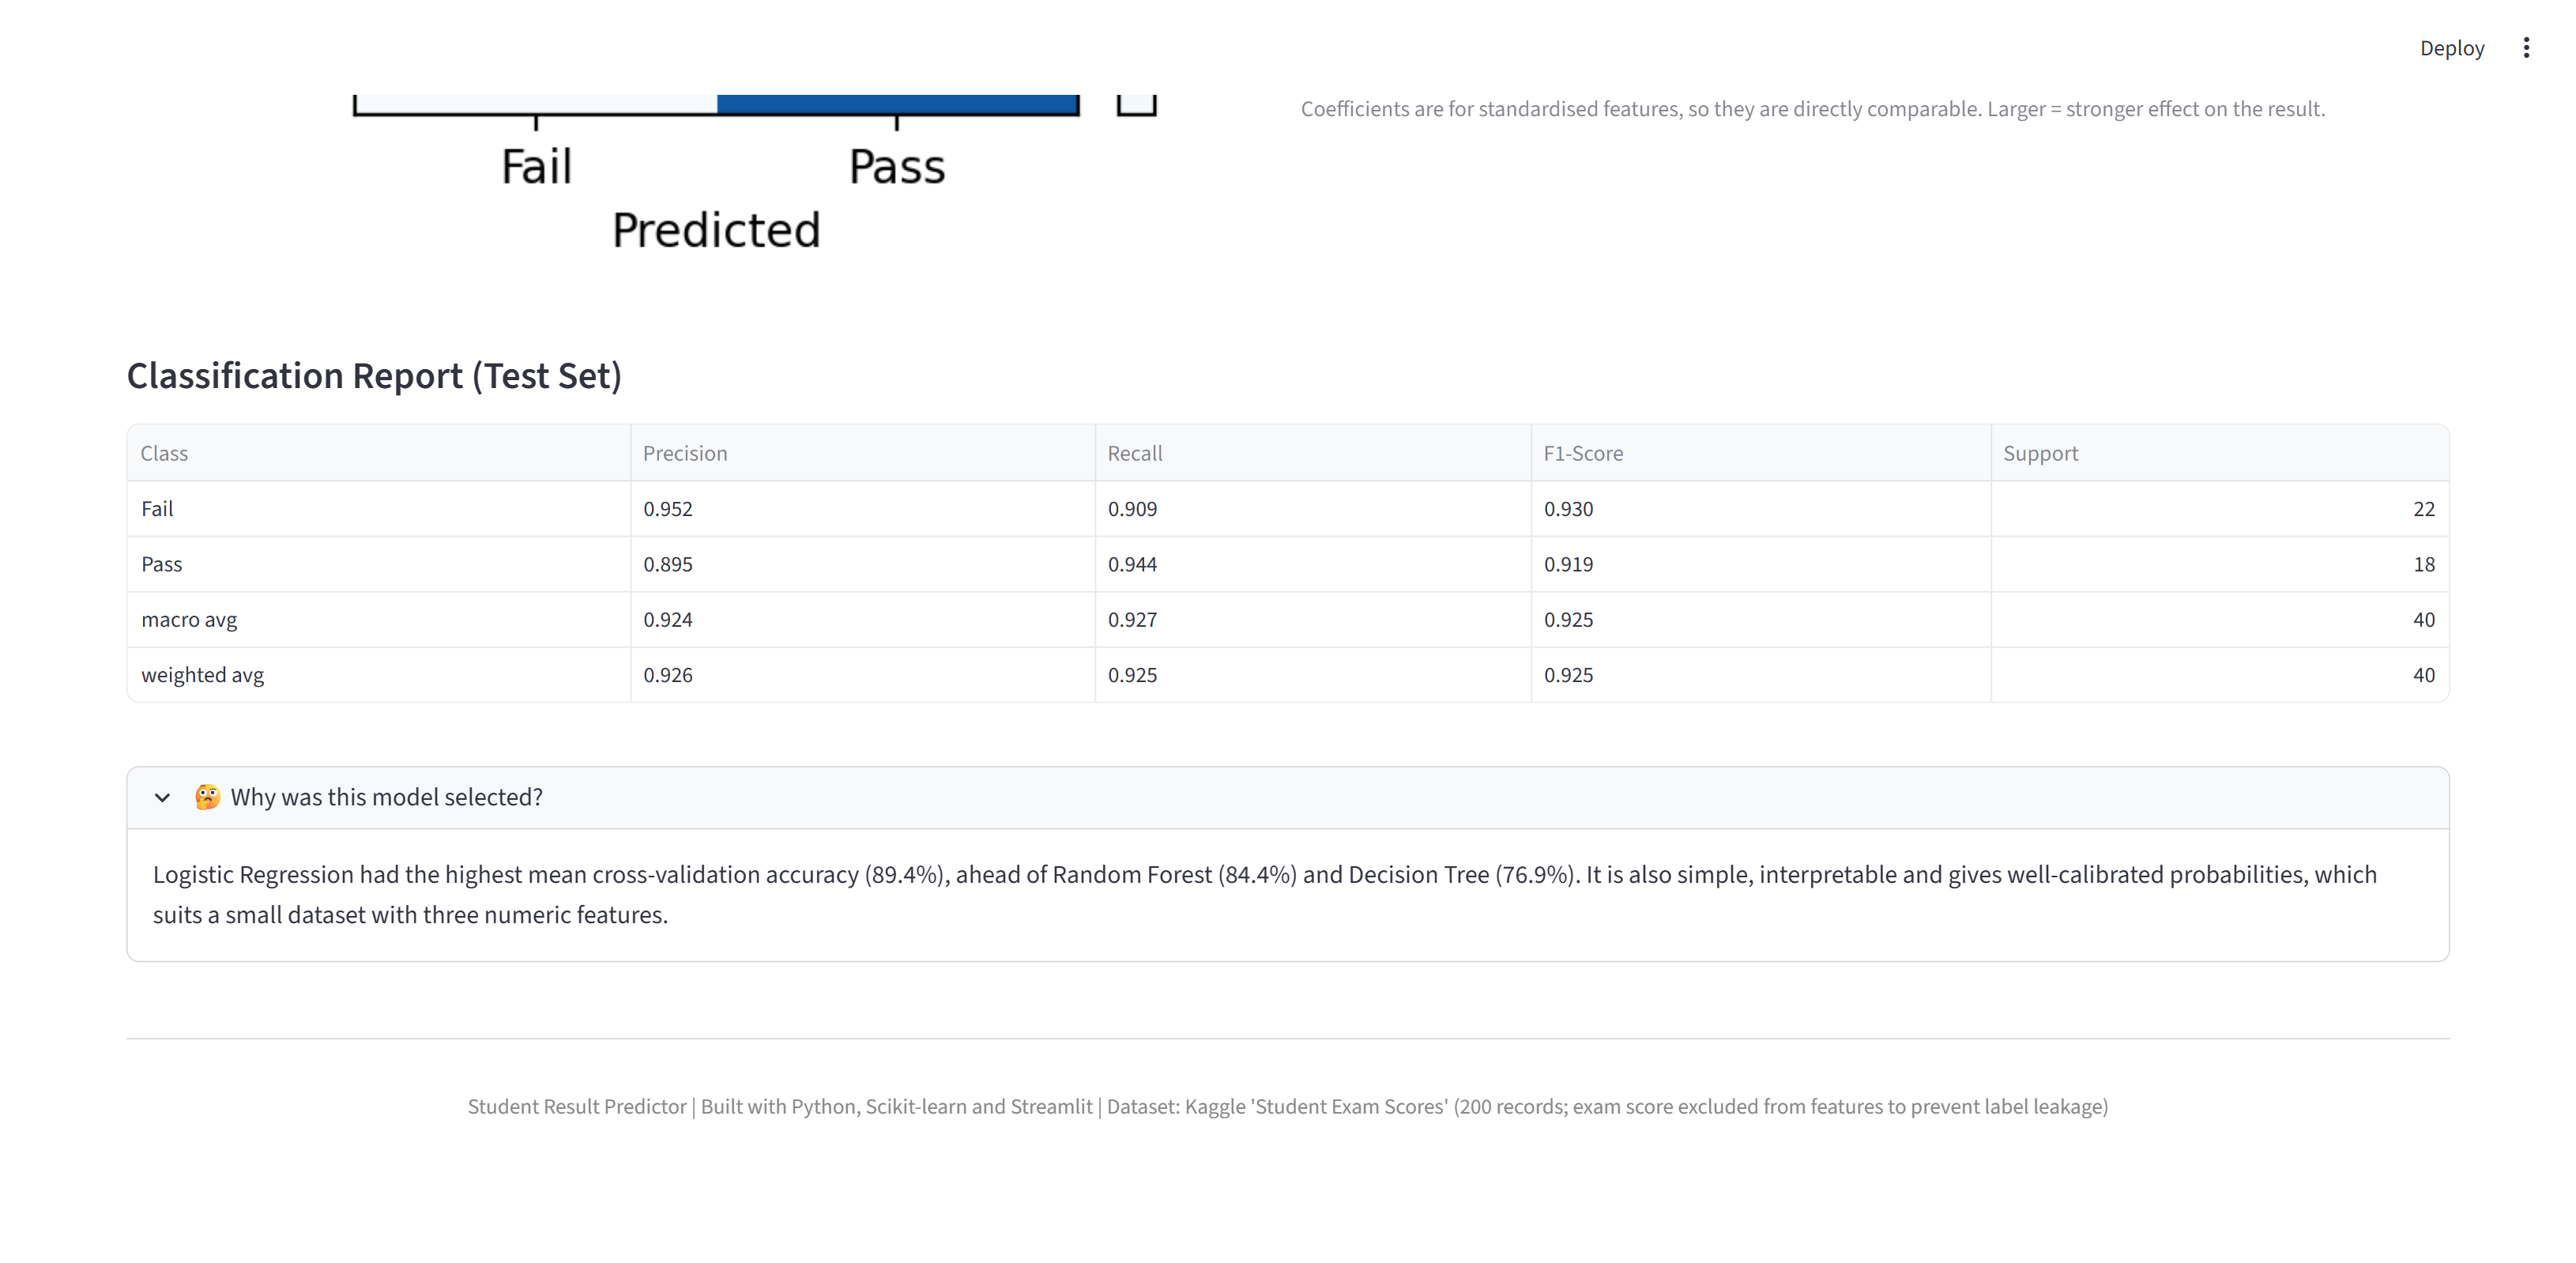 Deploy
Coefficients are for standardised features, so they are directly comparable. Larger = stronger effect on the result.
Fail Pass
Predicted
Classification Report (Test Set)
Class Precision Recall F1-Score Support
Fail 0.952 0.909 0.930 22
Pass 0.895 0.944 0.919 18
macro avg 0.924 0.927 0.925 40
weighted avg 0.926 0.925 0.925 40
🤔 Why was this model selected?
Logistic Regression had the highest mean cross-validation accuracy (89.4%), ahead of Random Forest (84.4%) and Decision Tree (76.9%). It is also simple, interpretable and gives well-calibrated probabilities, which
suits a small dataset with three numeric features.
Student Result Predictor | Built with Python, Scikit-learn and Streamlit | Dataset: Kaggle 'Student Exam Scores' (200 records; exam score excluded from features to prevent label leakage)